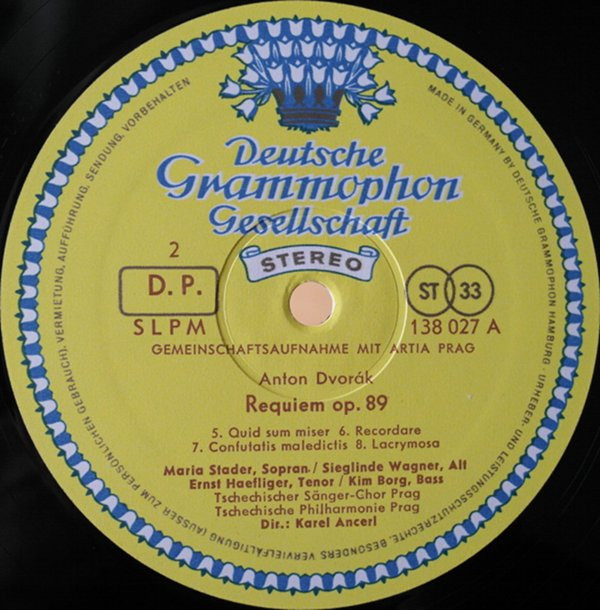 Deutsche
Grammophon
Gesellschaft
STEREO
2
D. P.
SLPM
ST 33
138 027 A
GEMEINSCHAFTSAUFNAHME MIT ARTIA PRAG
Anton Dvorák
Requiem op. 89
5. Quid sum miser 6. Recordare
7. Confutatis maledictis 8. Lacrymosa
Maria Stader, Sopran / Sieglinde Wagner, Alt
Ernst Haefliger, Tenor / Kim Borg, Bass
Tschechischer Sänger-Chor Prag
Tschechische Philharmonie Prag
Dir.: Karel Ancerl
MADE IN GERMANY BY DEUTSCHE GRAMMOPHON HAMBURG · URHEBER- UND LEISTUNGSSCHUTZRECHTE, BESONDERS VERVIELFÄLTIGUNG (AUSSER ZUM PERSÖNLICHEN GEBRAUCH), VERMIETUNG, AUFFÜHRUNG, SENDUNG, VORBEHALTEN